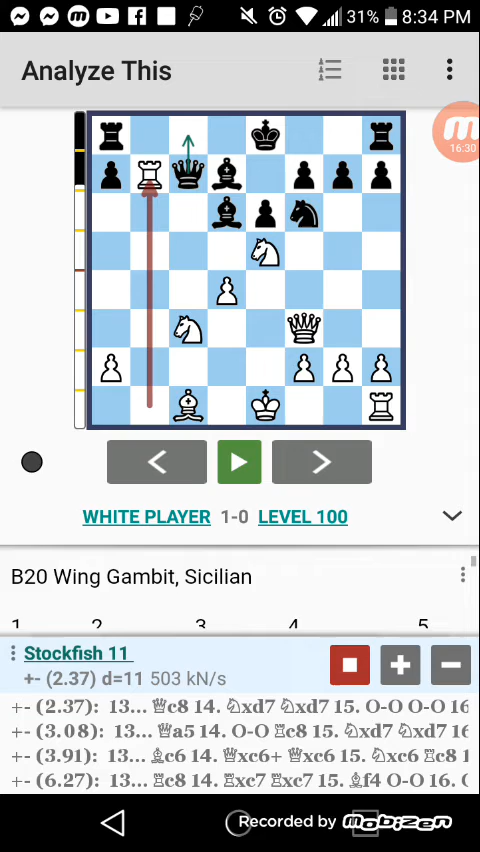 31% 8:34 PM
Analyze This
16:30
WHITE PLAYER 1-0 LEVEL 100
B20 Wing Gambit, Sicilian
1 2 3 4 5
Stockfish 11
+- (2.37) d=11 503 kN/s
+- (2.37): 13... ♕c8 14. ♘xd7 ♘xd7 15. O-O O-O 16
+- (3.08): 13... ♕a5 14. O-O ♖c8 15. ♘xd7 ♘xd7 16
+- (3.91): 13... ♗c6 14. ♕xc6+ ♕xc6 15. ♘xc6 ♖c8 1
+- (6.27): 13... ♖c8 14. ♖xc7 ♖xc7 15. ♗f4 O-O 16. 
Recorded by Mobizen